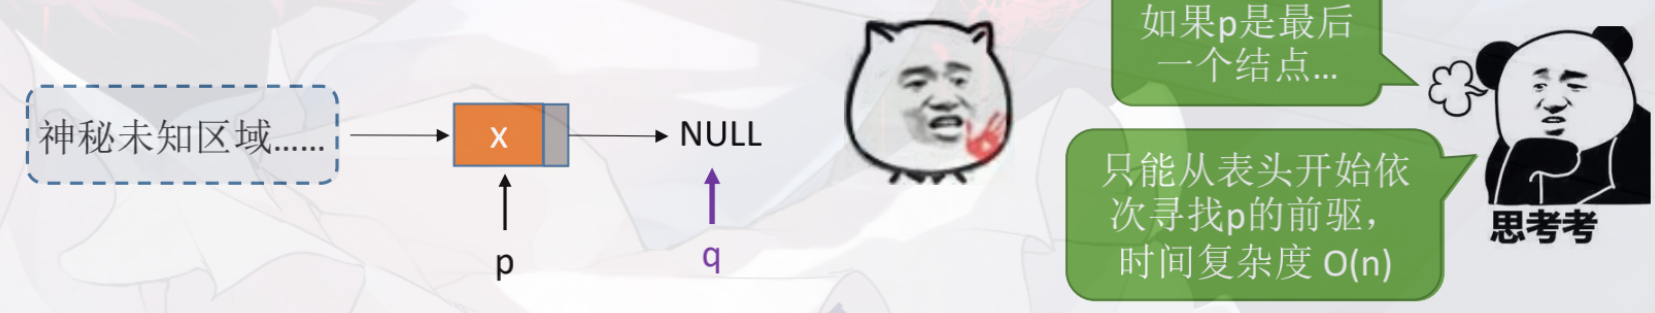 如果p是最后
一个结点...
神秘未知区域......
x
NULL
p
q
只能从表头开始依
次寻找p的前驱，
时间复杂度 O(n)
思考考